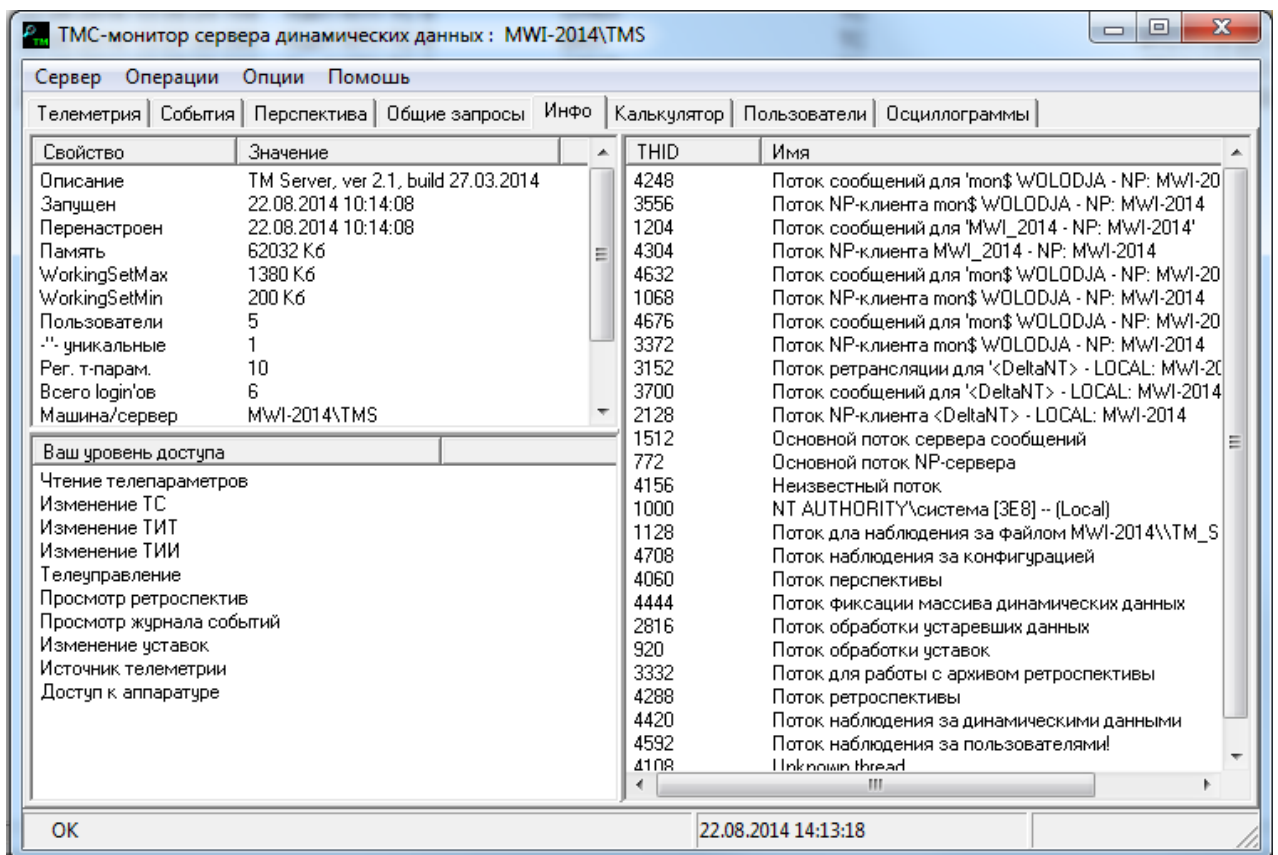 ТМС-монитор сервера динамических данных : MWI-2014\TMS
Сервер Операции Опции Помошь
Телеметрия События Перспектива Общие запросы Инфо Калькулятор Пользователи Осциллограммы
Свойство Значение
Описание TM Server, ver 2.1, build 27.03.2014
Запущен 22.08.2014 10:14:08
Перенастроен 22.08.2014 10:14:08
Память 62032 Кб
WorkingSetMax 1380 Кб
WorkingSetMin 200 Кб
Пользователи 5
-"- уникальные 1
Рег. т-парам. 10
Всего login'ов 6
Машина/сервер MWI-2014\TMS
Ваш уровень доступа
Чтение телепараметров
Изменение ТС
Изменение ТИТ
Изменение ТИИ
Телеуправление
Просмотр ретроспектив
Просмотр журнала событий
Изменение уставок
Источник телеметрии
Доступ к аппаратуре
THID Имя
4248 Поток сообщений для 'mon$ WOLODJA - NP: MWI-20
3556 Поток NP-клиента mon$ WOLODJA - NP: MWI-2014
1204 Поток сообщений для 'MWI_2014 - NP: MWI-2014'
4304 Поток NP-клиента MWI_2014 - NP: MWI-2014
4632 Поток сообщений для 'mon$ WOLODJA - NP: MWI-20
1068 Поток NP-клиента mon$ WOLODJA - NP: MWI-2014
4676 Поток сообщений для 'mon$ WOLODJA - NP: MWI-20
3372 Поток NP-клиента mon$ WOLODJA - NP: MWI-2014
3152 Поток ретрансляции для '<DeltaNT> - LOCAL: MWI-20
3700 Поток сообщений для '<DeltaNT> - LOCAL: MWI-2014
2128 Поток NP-клиента <DeltaNT> - LOCAL: MWI-2014
1512 Основной поток сервера сообщений
772 Основной поток NP-сервера
4156 Неизвестный поток
1000 NT AUTHORITY\система [3E8] -- (Local)
1128 Поток дла наблюдения за файлом MWI-2014\\TM_S
4708 Поток наблюдения за конфигурацией
4060 Поток перспективы
4444 Поток фиксации массива динамических данных
2816 Поток обработки устаревших данных
920 Поток обработки уставок
3332 Поток для работы с архивом ретроспективы
4288 Поток ретроспективы
4420 Поток наблюдения за динамическими данными
4592 Поток наблюдения за пользователями!
4108 Unknown thread
OK 22.08.2014 14:13:18